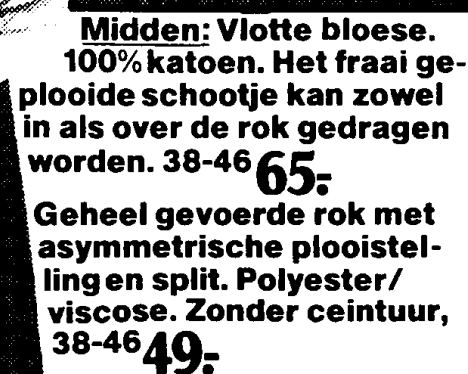 Midden: Vlotte bloese.
100% katoen. Het fraai ge-
plooide schootje kan zowel
in als over de rok gedragen
worden. 38-46 65:-
Geheel gevoerde rok met
asymmetrische plooistel-
ling en split. Polyester/
viscose. Zonder ceintuur,
38-46 49:-